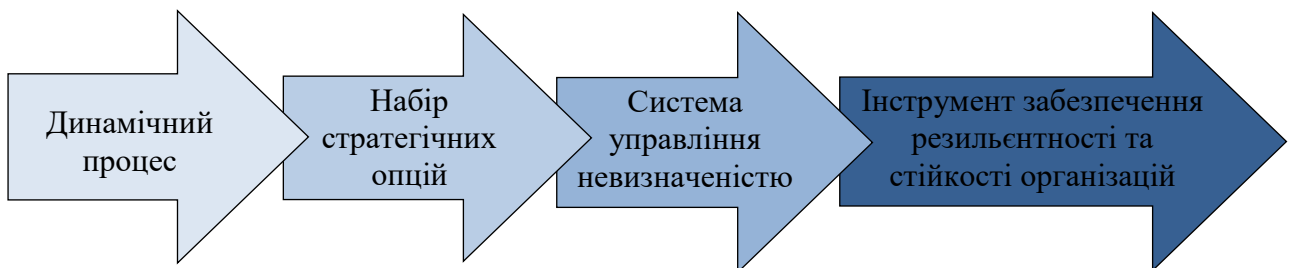 Динамічний
процес
Набір
стратегічних
опцій
Система
управління
невизначеністю
Інструмент забезпечення
резильєнтності та
стійкості організацій